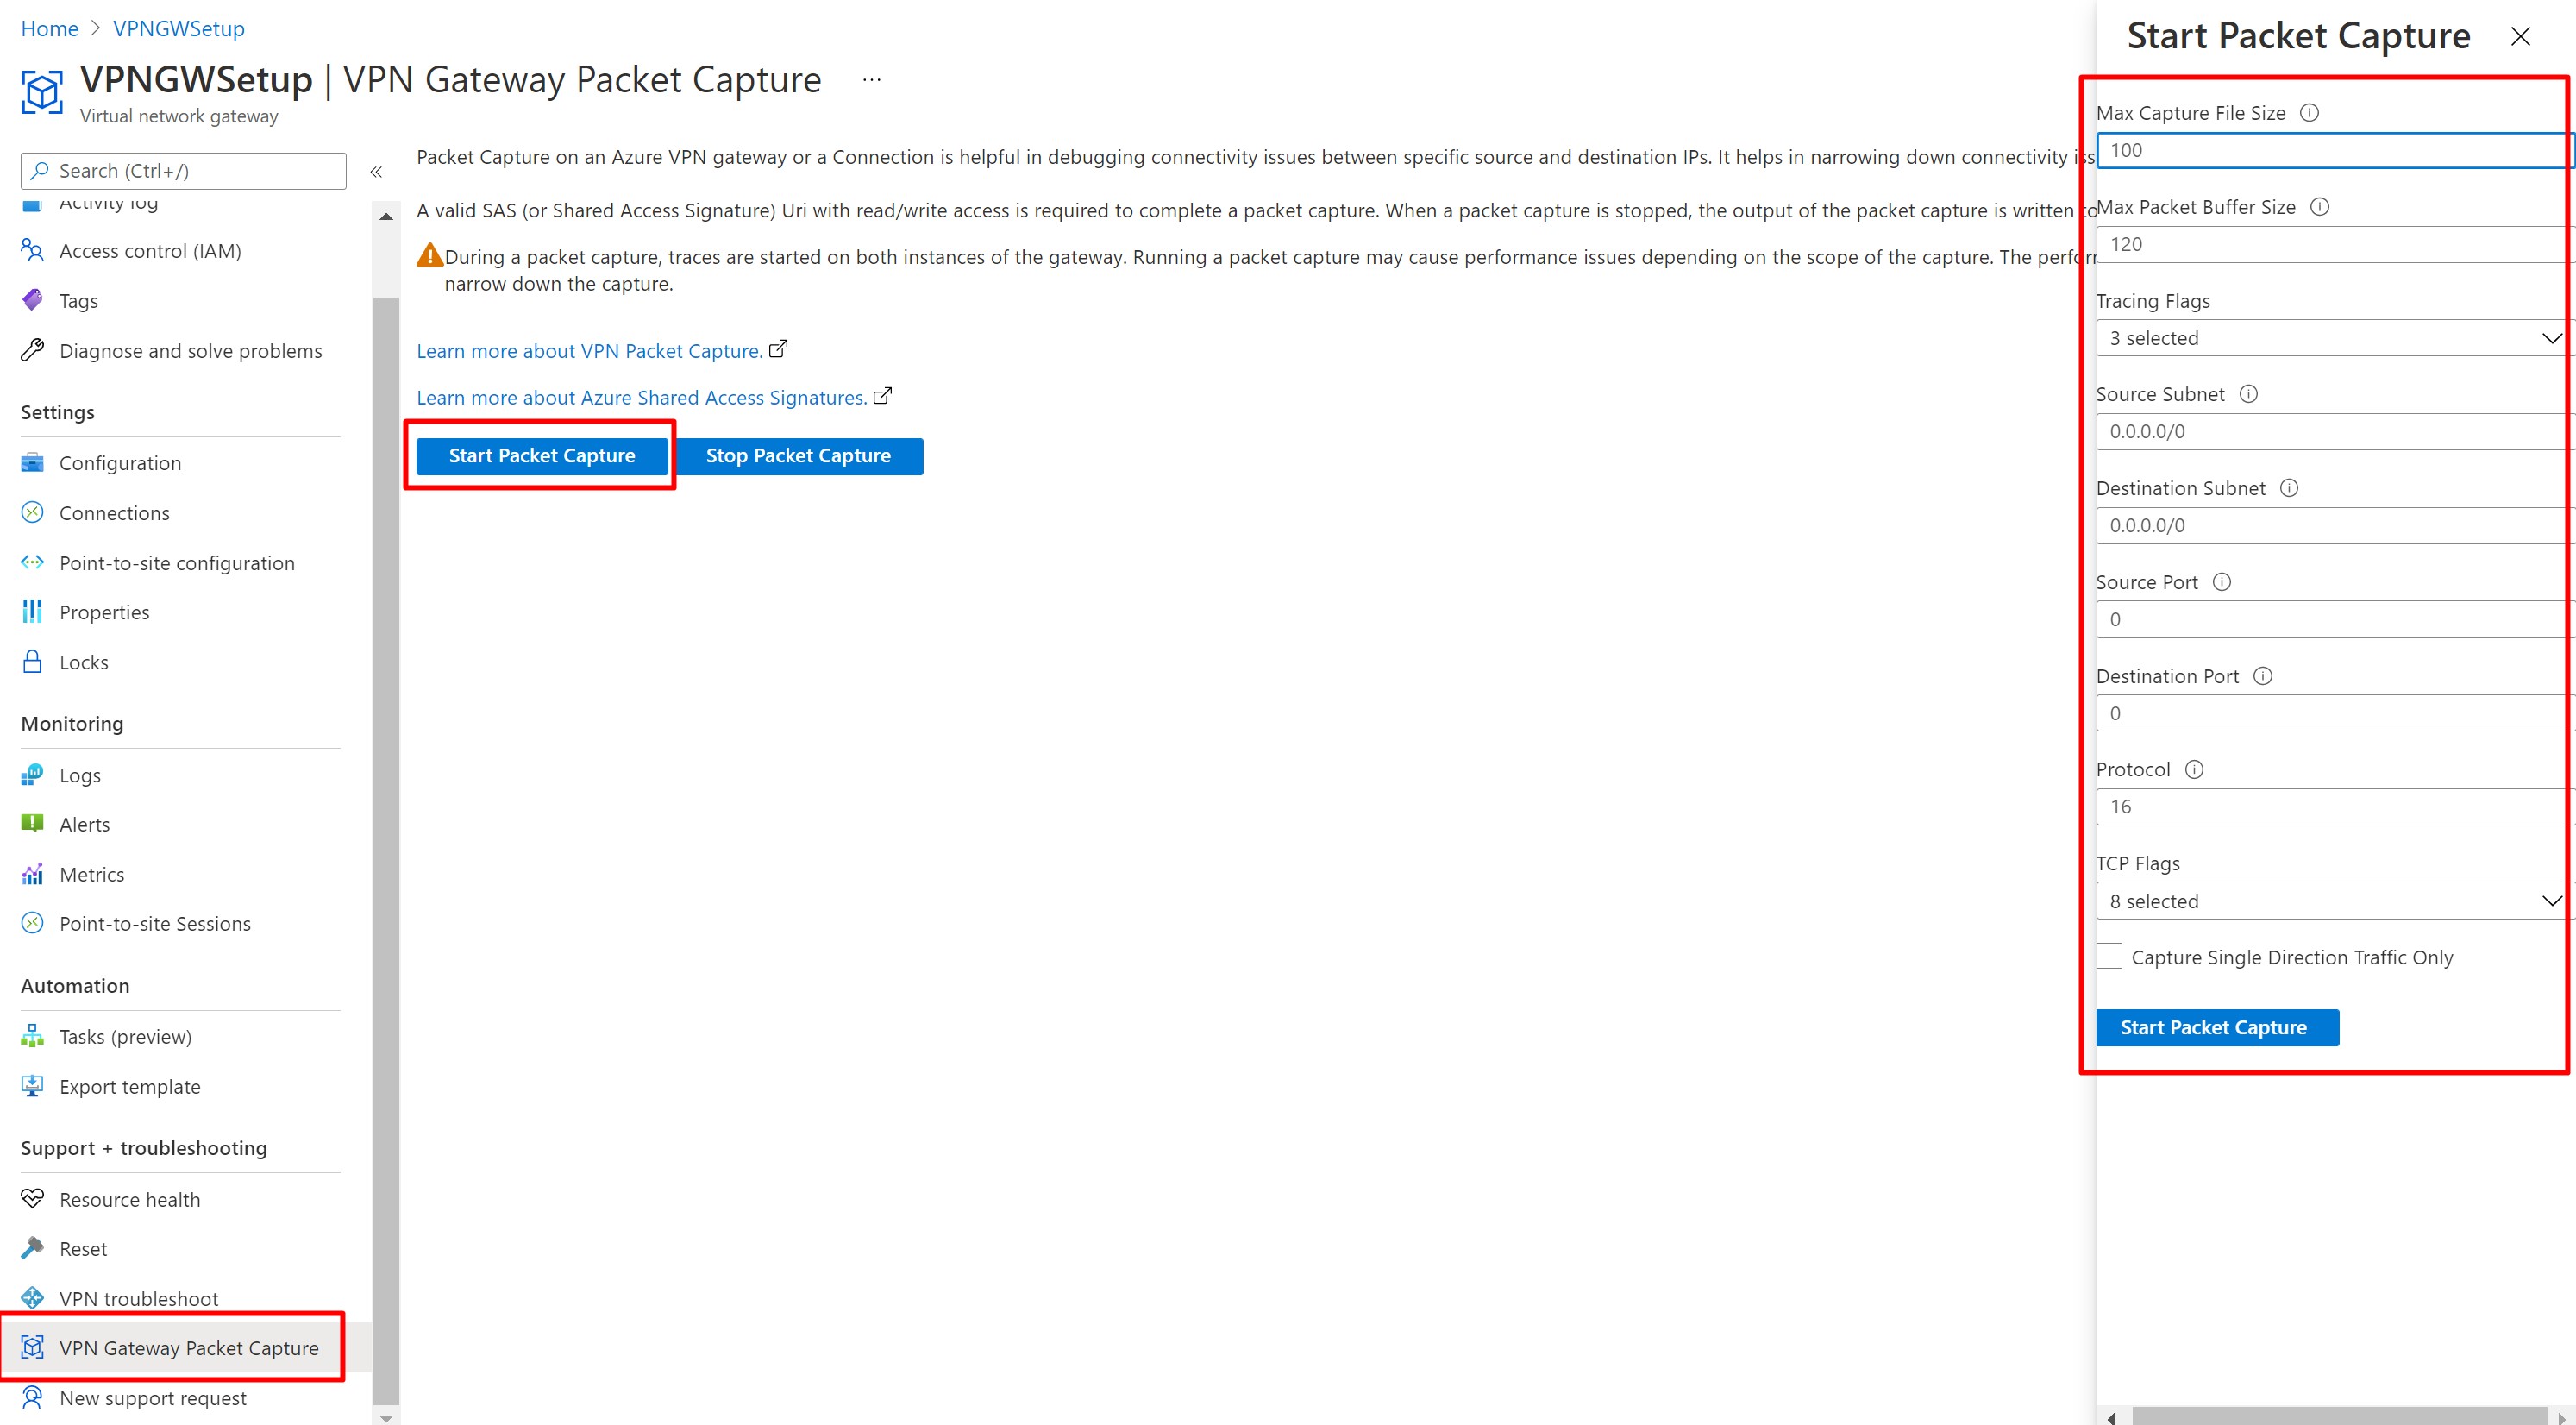 Home > VPNGWSetup
VPNGWSetup | VPN Gateway Packet Capture ...
Virtual network gateway
Search (Ctrl+/)
«
Activity log
Access control (IAM)
Tags
Diagnose and solve problems
Settings
Configuration
Connections
Point-to-site configuration
Properties
Locks
Monitoring
Logs
Alerts
Metrics
Point-to-site Sessions
Automation
Tasks (preview)
Export template
Support + troubleshooting
Resource health
Reset
VPN troubleshoot
VPN Gateway Packet Capture
New support request
Packet Capture on an Azure VPN gateway or a Connection is helpful in debugging connectivity issues between specific source and destination IPs. It helps in narrowing down connectivity
A valid SAS (or Shared Access Signature) Uri with read/write access is required to complete a packet capture. When a packet capture is stopped, the output of the packet capture is written to
During a packet capture, traces are started on both instances of the gateway. Running a packet capture may cause performance issues depending on the scope of the capture. The
narrow down the capture.
Learn more about VPN Packet Capture.
Learn more about Azure Shared Access Signatures.
Start Packet Capture
Stop Packet Capture
Start Packet Capture
Max Capture File Size
100
Max Packet Buffer Size
120
Tracing Flags
3 selected
Source Subnet
0.0.0.0/0
Destination Subnet
0.0.0.0/0
Source Port
0
Destination Port
0
Protocol
16
TCP Flags
8 selected
Capture Single Direction Traffic Only
Start Packet Capture